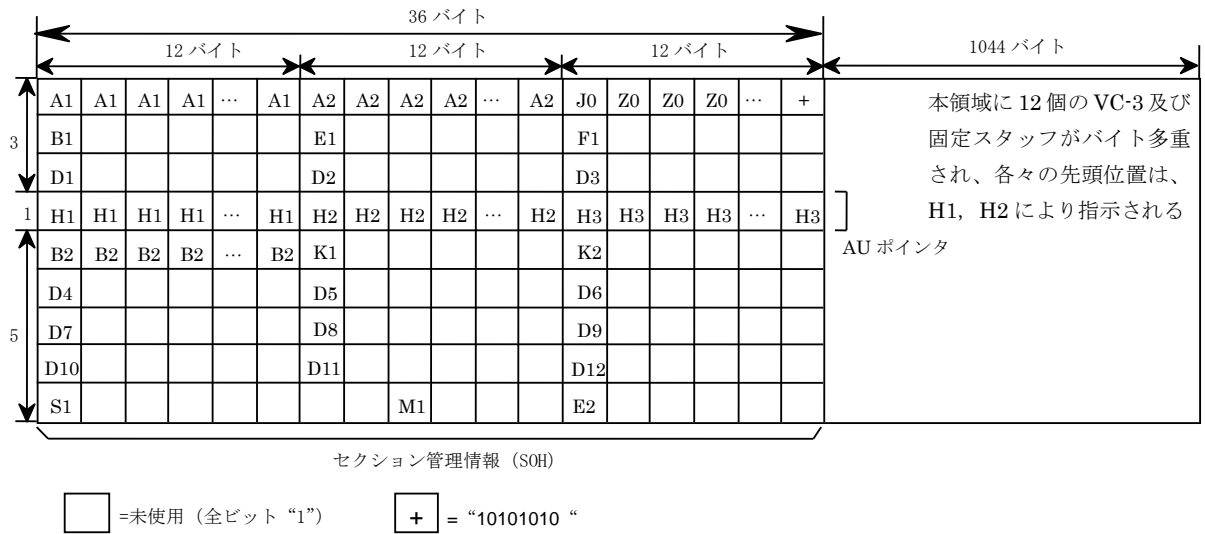 36 バイト
12 バイト 12 バイト 12 バイト 1044 バイト
A1 A1 A1 A1 … A1 A2 A2 A2 A2 … A2 J0 Z0 Z0 Z0 … +
3 B1 E1 F1
D1 D2 D3
1 H1 H1 H1 H1 … H1 H2 H2 H2 H2 … H2 H3 H3 H3 H3 … H3
B2 B2 B2 B2 … B2 K1 K2
D4 D5 D6
5 D7 D8 D9
D10 D11 D12
S1 M1 E2
本領域に 12 個の VC-3 及び
固定スタッフがバイト多重
され、各々の先頭位置は、
H1, H2 により指示される
AU ポインタ
セクション管理情報 (SOH)
=未使用（全ビット “1”）
+ = “10101010 “